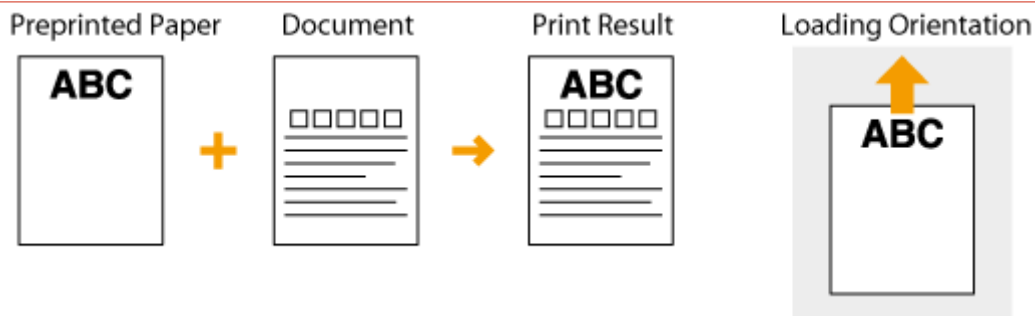 Preprinted Paper Document Print Result Loading Orientation
ABC ABC ABC